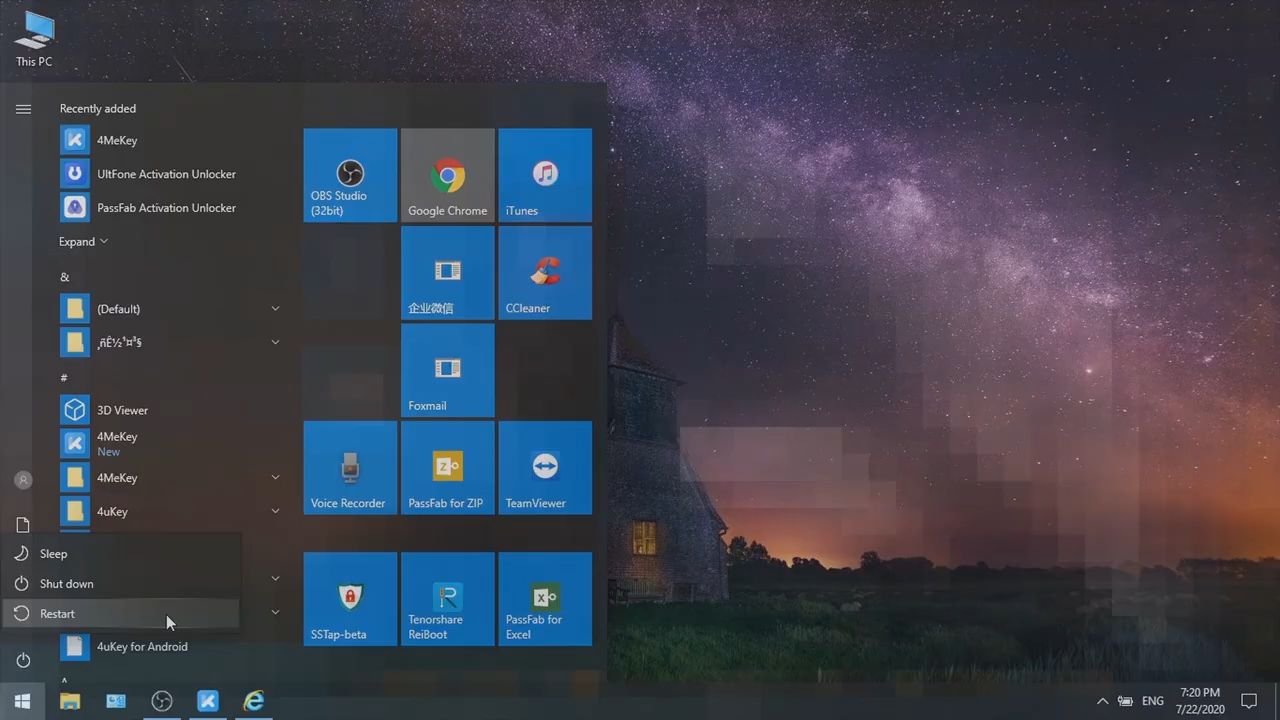 This PC
Recently added
4MeKey
UltFone Activation Unlocker
PassFab Activation Unlocker
Expand
&
(Default)
¸ñÊ½¹¤³§
#
3D Viewer
4MeKey
New
4MeKey
4uKey
Sleep
Shut down
Restart
4uKey for Android
OBS Studio
(32bit)
Google Chrome
iTunes
企业微信
CCleaner
Foxmail
Voice Recorder
PassFab for ZIP
TeamViewer
SSTap-beta
Tenorshare
ReiBoot
PassFab for
Excel
ENG
7:20 PM
7/22/2020